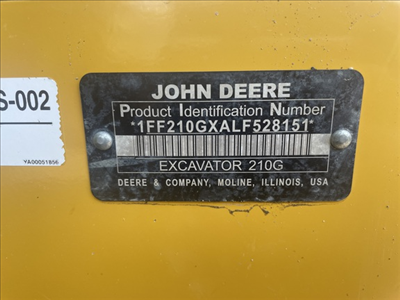 S-002
YA00051856
JOHN DEERE
Product Identification Number
*1FF210GXALF528151*
EXCAVATOR 210G
DEERE & COMPANY, MOLINE, ILLINOIS, USA